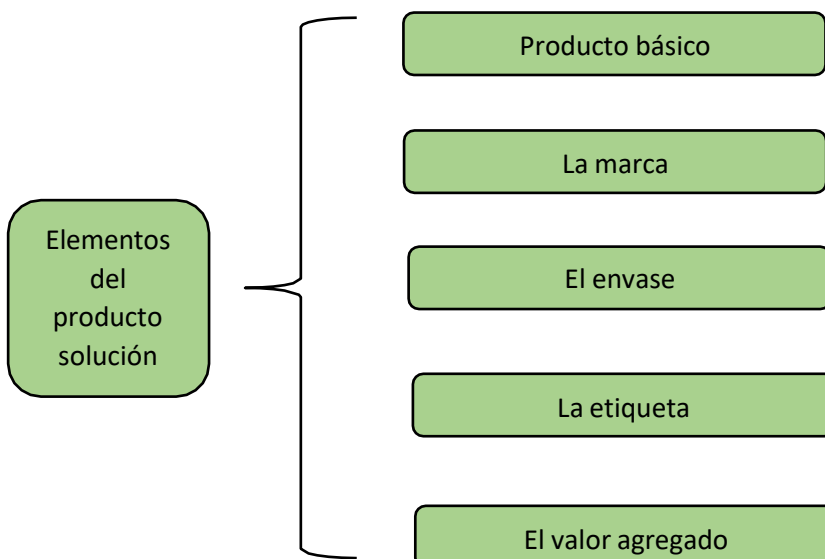 Producto básico
La marca
Elementos
del
producto
solución
El envase
La etiqueta
El valor agregado